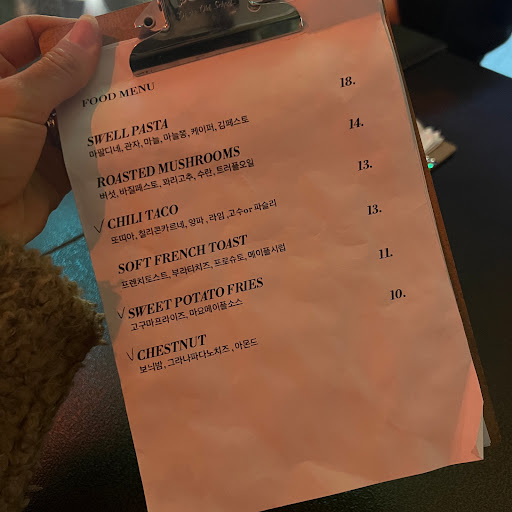 FOOD MENU
SWELL PASTA 18.
마팔디네, 관자, 마늘, 마늘쫑, 케이퍼, 김페스토
ROASTED MUSHROOMS 14.
버섯, 바질페스토, 꽈리고추, 수란, 트러플오일
✓ CHILI TACO 13.
또띠아, 칠리콘카르네, 양파, 라임, 고수or 파슬리
SOFT FRENCH TOAST 13.
프렌치토스트, 부라타치즈, 프로슈토, 메이플시럽
✓ SWEET POTATO FRIES 11.
고구마프라이즈, 마요메이플소스
✓ CHESTNUT 10.
보늬밤, 그라나파다노치즈, 아몬드